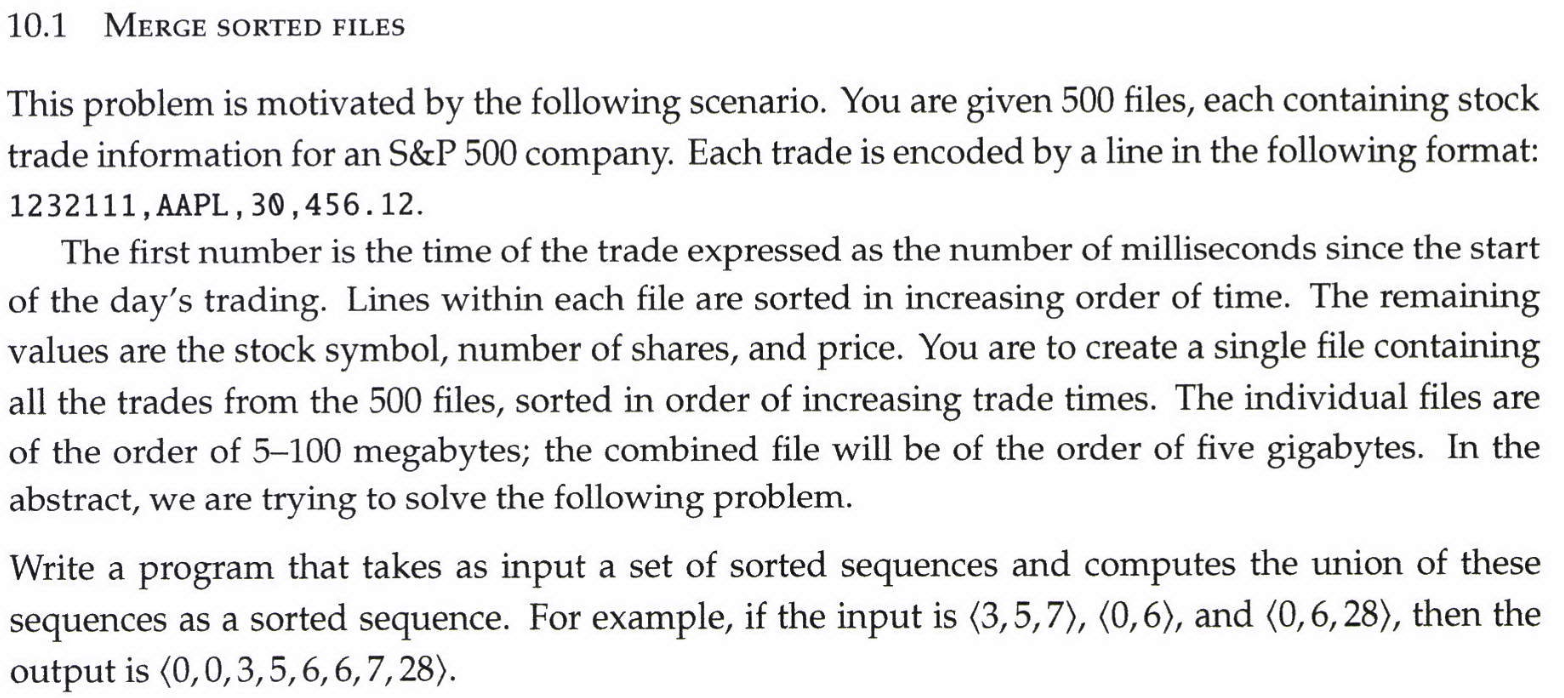 10.1 MERGE SORTED FILES
This problem is motivated by the following scenario. You are given 500 files, each containing stock
trade information for an S&P 500 company. Each trade is encoded by a line in the following format:
1232111,AAPL,30,456.12.
The first number is the time of the trade expressed as the number of milliseconds since the start
of the day's trading. Lines within each file are sorted in increasing order of time. The remaining
values are the stock symbol, number of shares, and price. You are to create a single file containing
all the trades from the 500 files, sorted in order of increasing trade times. The individual files are
of the order of 5–100 megabytes; the combined file will be of the order of five gigabytes. In the
abstract, we are trying to solve the following problem.
Write a program that takes as input a set of sorted sequences and computes the union of these
sequences as a sorted sequence. For example, if the input is ⟨3,5,7⟩, ⟨0,6⟩, and ⟨0,6,28⟩, then the
output is ⟨0,0,3,5,6,6,7,28⟩.